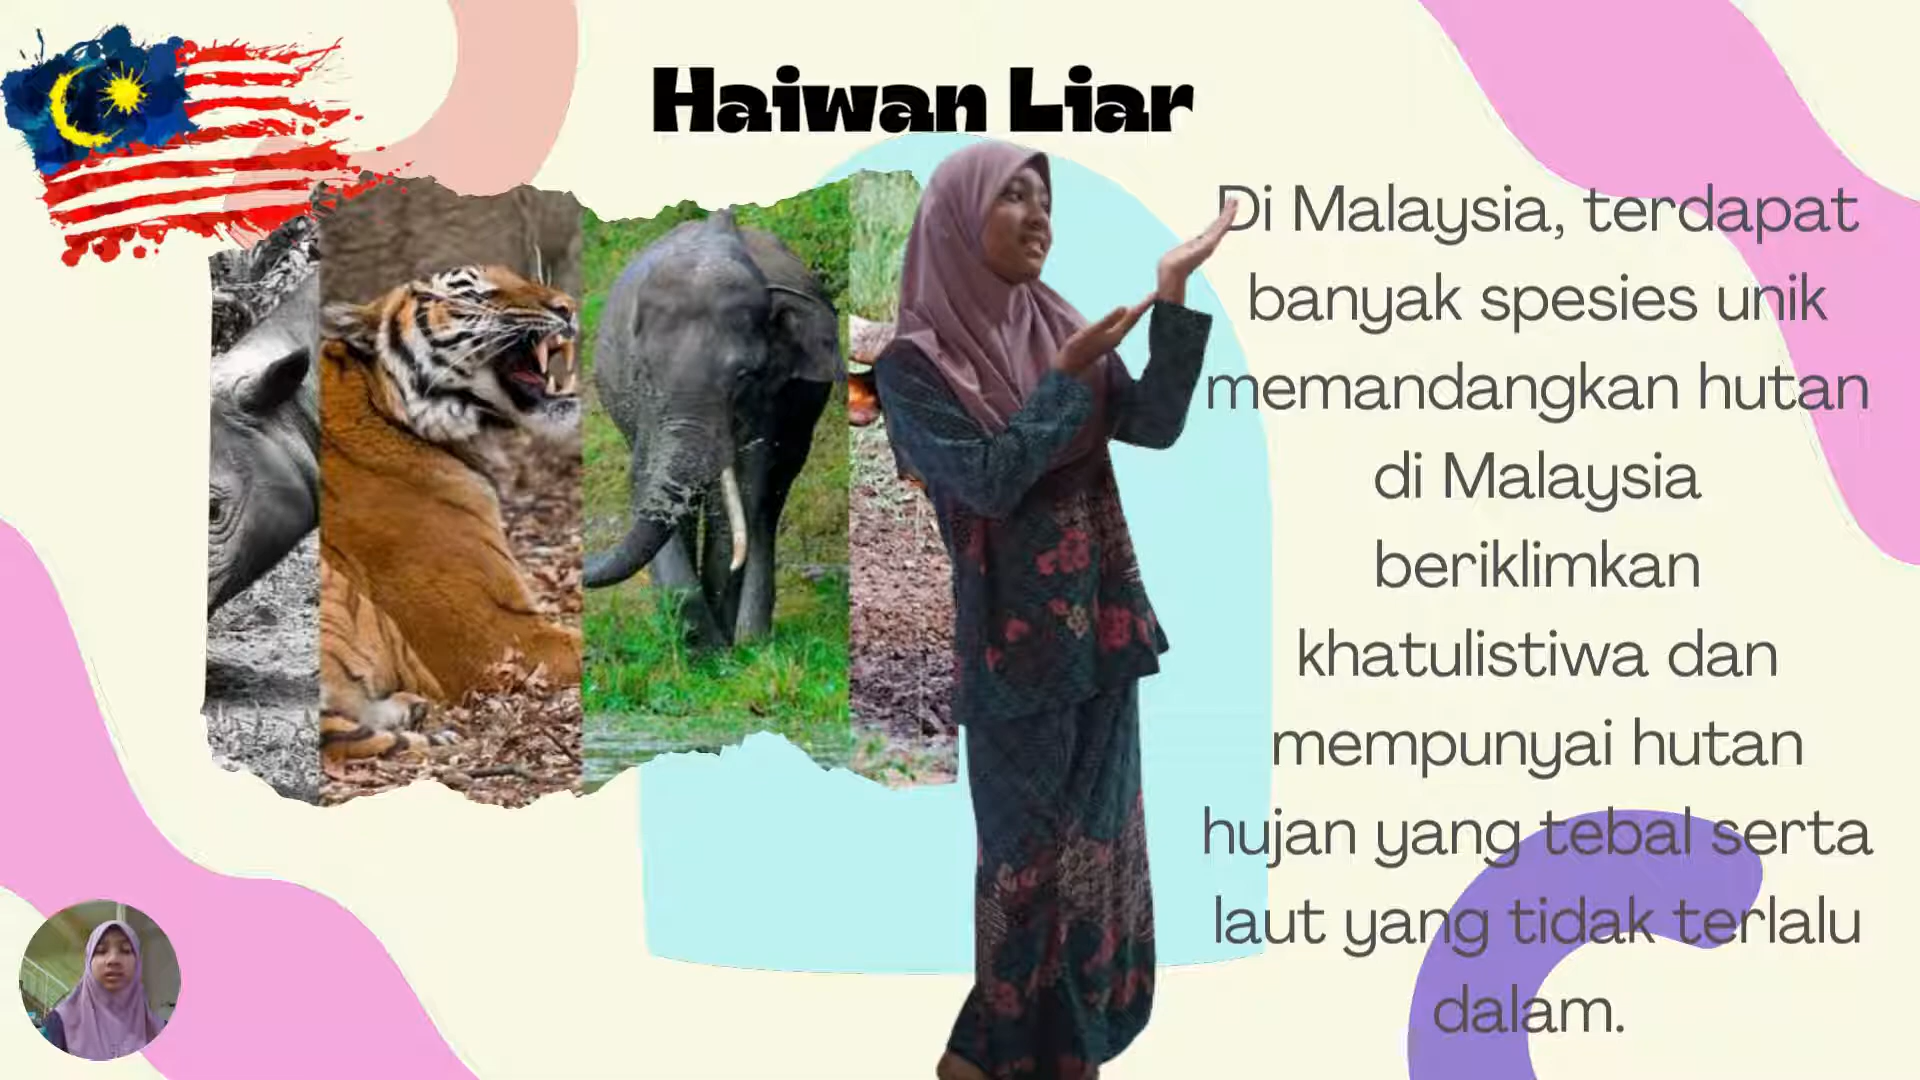 Haiwan Liar
Di Malaysia, terdapat
banyak spesies unik
memandangkan hutan
di Malaysia
beriklimkan
khatulistiwa dan
mempunyai hutan
hujan yang tebal serta
laut yang tidak terlalu
dalam.